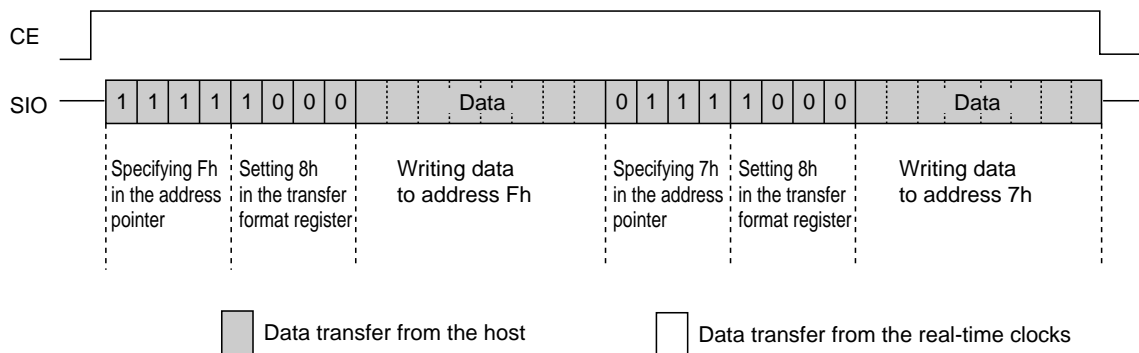 CE
SIO 1 1 1 1 1 0 0 0 Data 0 1 1 1 1 0 0 0 Data
Specifying Fh
in the address
pointer
Setting 8h
in the transfer
format register
Writing data
to address Fh
Specifying 7h
in the address
pointer
Setting 8h
in the transfer
format register
Writing data
to address 7h
Data transfer from the host
Data transfer from the real-time clocks